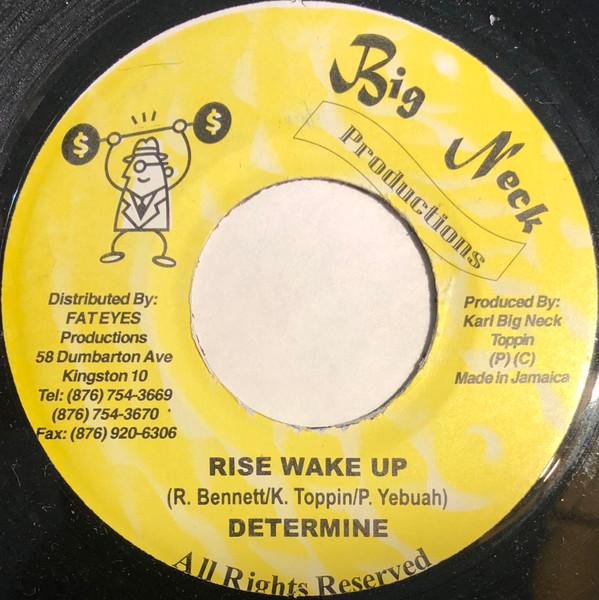 Big Neck
Productions
$ $
Distributed By:
FAT EYES
Productions
58 Dumbarton Ave
Kingston 10
Tel: (876) 754-3669
(876) 754-3670
Fax: (876) 920-6306
Produced By:
Karl Big Neck
Toppin
(P) (C)
Made in Jamaica
RISE WAKE UP
(R. Bennett/K. Toppin/P. Yebuah)
DETERMINE
All Rights Reserved